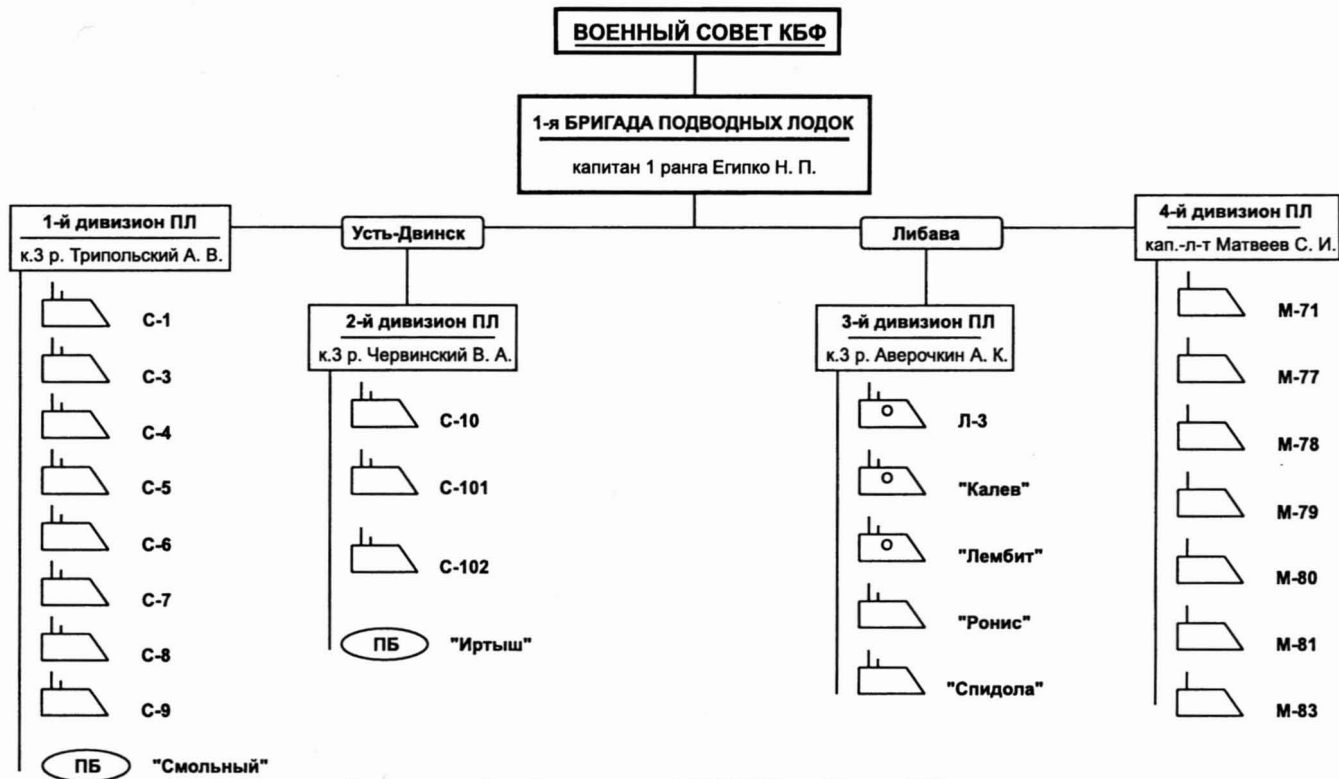 ВОЕННЫЙ СОВЕТ КБФ
1-я БРИГАДА ПОДВОДНЫХ ЛОДОК
капитан 1 ранга Египко Н. П.
1-й дивизион ПЛ
к.3 р. Трипольский А. В.
С-1
С-3
С-4
С-5
С-6
С-7
С-8
С-9
ПБ "Смольный"
Усть-Двинск
2-й дивизион ПЛ
к.3 р. Червинский В. А.
С-10
С-101
С-102
ПБ "Иртыш"
Либава
3-й дивизион ПЛ
к.3 р. Аверочкин А. К.
Л-3
"Калев"
"Лембит"
"Ронис"
"Спидола"
4-й дивизион ПЛ
кап.-л-т Матвеев С. И.
М-71
М-77
М-78
М-79
М-80
М-81
М-83